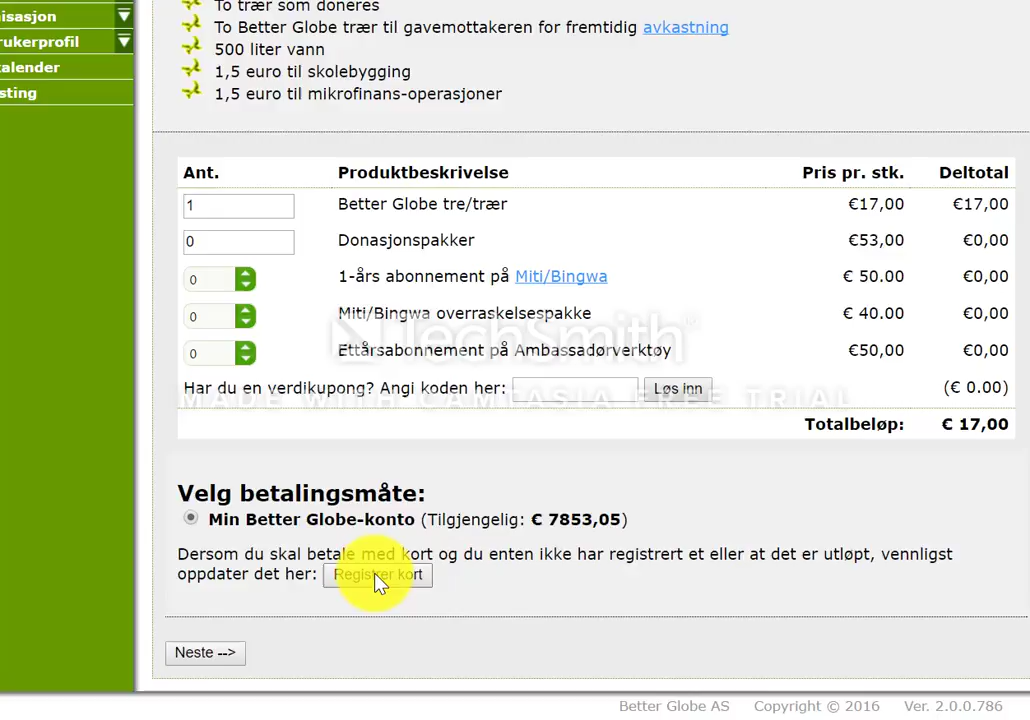 isasjon
rukerprofil
alender
sting
To trær som doneres
To Better Globe trær til gavemottakeren for fremtidig avkastning
500 liter vann
1,5 euro til skolebygging
1,5 euro til mikrofinans-operasjoner
Ant. Produktbeskrivelse Pris pr. stk. Deltotal
1 Better Globe tre/trær €17,00 €17,00
0 Donasjonspakker €53,00 €0,00
0 1-års abonnement på Miti/Bingwa € 50.00 €0,00
0 Miti/Bingwa overraskelsespakke € 40.00 €0,00
TechSmith®
0 Ettårsabonnement på Ambassadørverktøy €50,00 €0,00
Har du en verdikupong? Angi koden her: Løs inn (€ 0.00)
MADE WITH CAMTASIA FREE TRIAL
Totalbeløp: € 17,00
Velg betalingsmåte:
Min Better Globe-konto (Tilgjengelig: € 7853,05)
Dersom du skal betale med kort og du enten ikke har registrert et eller at det er utløpt, vennligst
oppdater det her: Registrer kort
Neste -->
Better Globe AS Copyright © 2016 Ver. 2.0.0.786